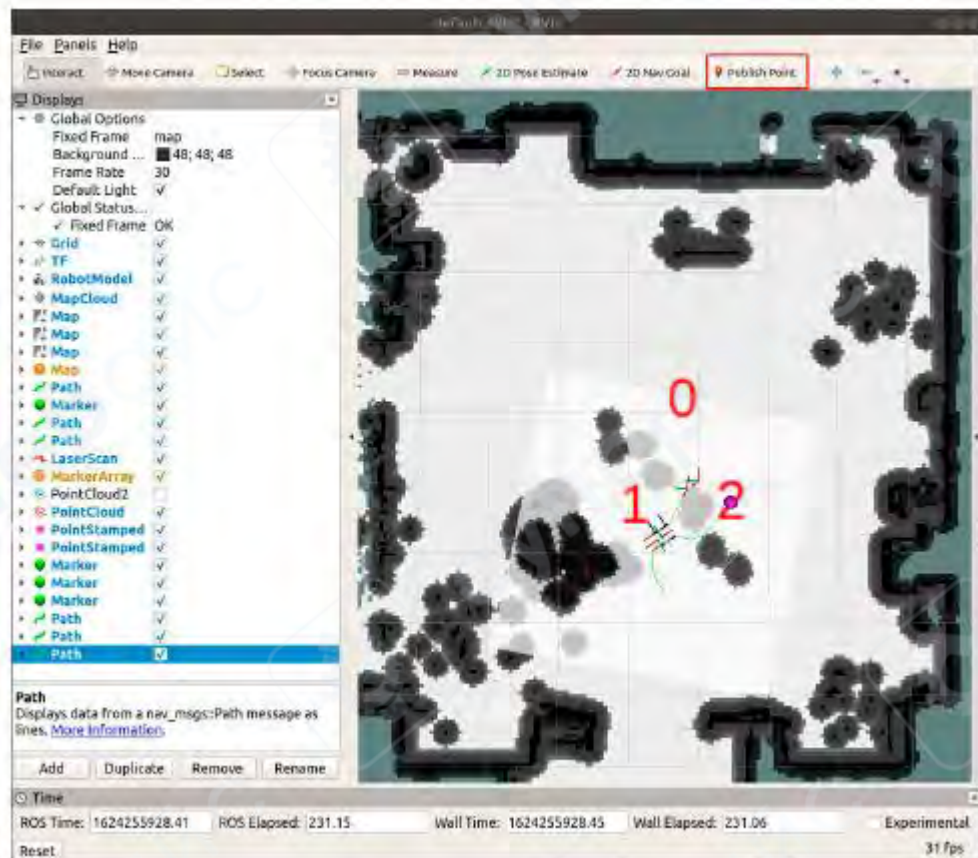 default.rviz* - RViz
File Panels Help
Interact Move Camera Select Focus Camera Measure 2D Pose Estimate 2D Nav Goal Publish Point
Displays
Global Options
Fixed Frame map
Background ... 48; 48; 48
Frame Rate 30
Default Light ✓
Global Status...
Fixed Frame OK
Grid
TF
RobotModel
MapCloud
Map
Map
Map
Map
Path
Marker
Path
Path
LaserScan
MarkerArray
PointCloud2
PointCloud
PointStamped
PointStamped
Marker
Marker
Marker
Path
Path
Path
0
1 2
Path
Displays data from a nav_msgs::Path message as
lines. More Information.
Add Duplicate Remove Rename
Time
ROS Time: 1624255928.41 ROS Elapsed: 231.15 Wall Time: 1624255928.45 Wall Elapsed: 231.06 Experimental
Reset 31 fps